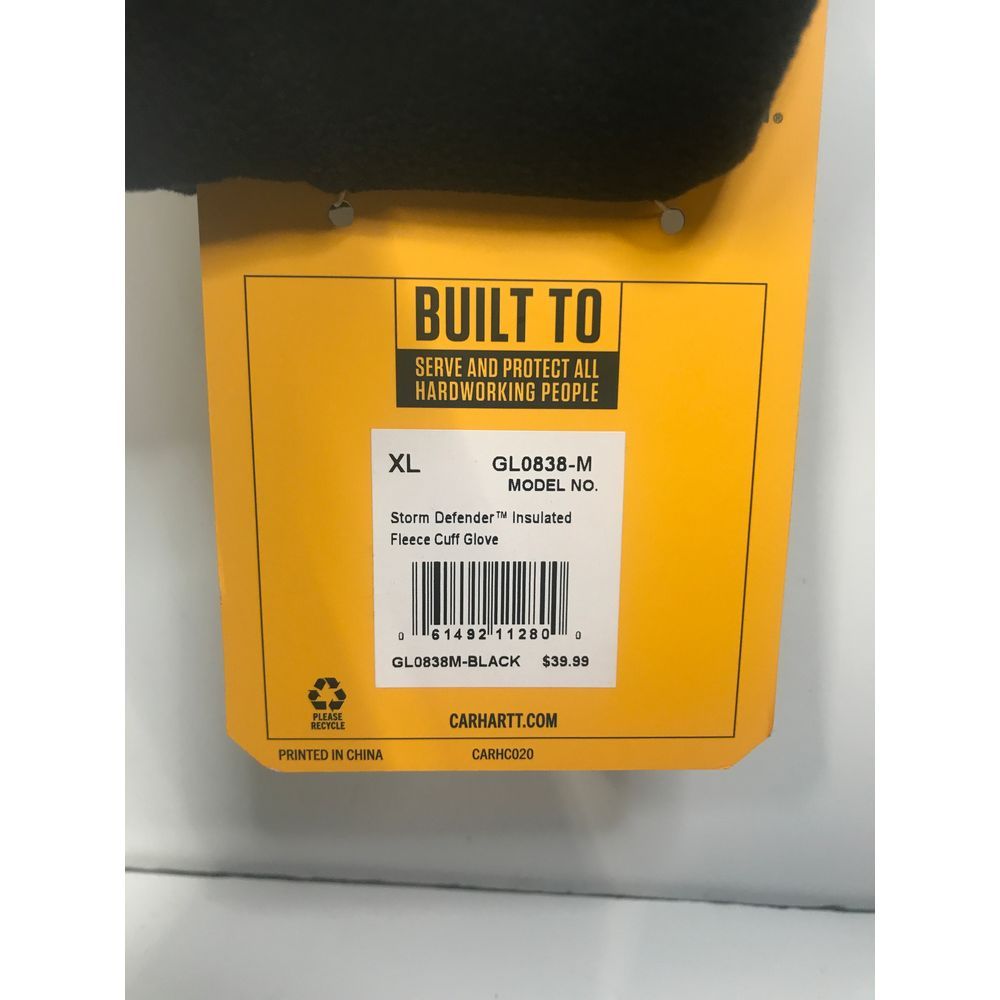 BUILT TO
SERVE AND PROTECT ALL
HARDWORKING PEOPLE
XL GL0838-M
MODEL NO.
Storm Defender™ Insulated
Fleece Cuff Glove
0 61492 11280 0
GL0838M-BLACK $39.99
PLEASE
RECYCLE
CARHARTT.COM
PRINTED IN CHINA CARHC020